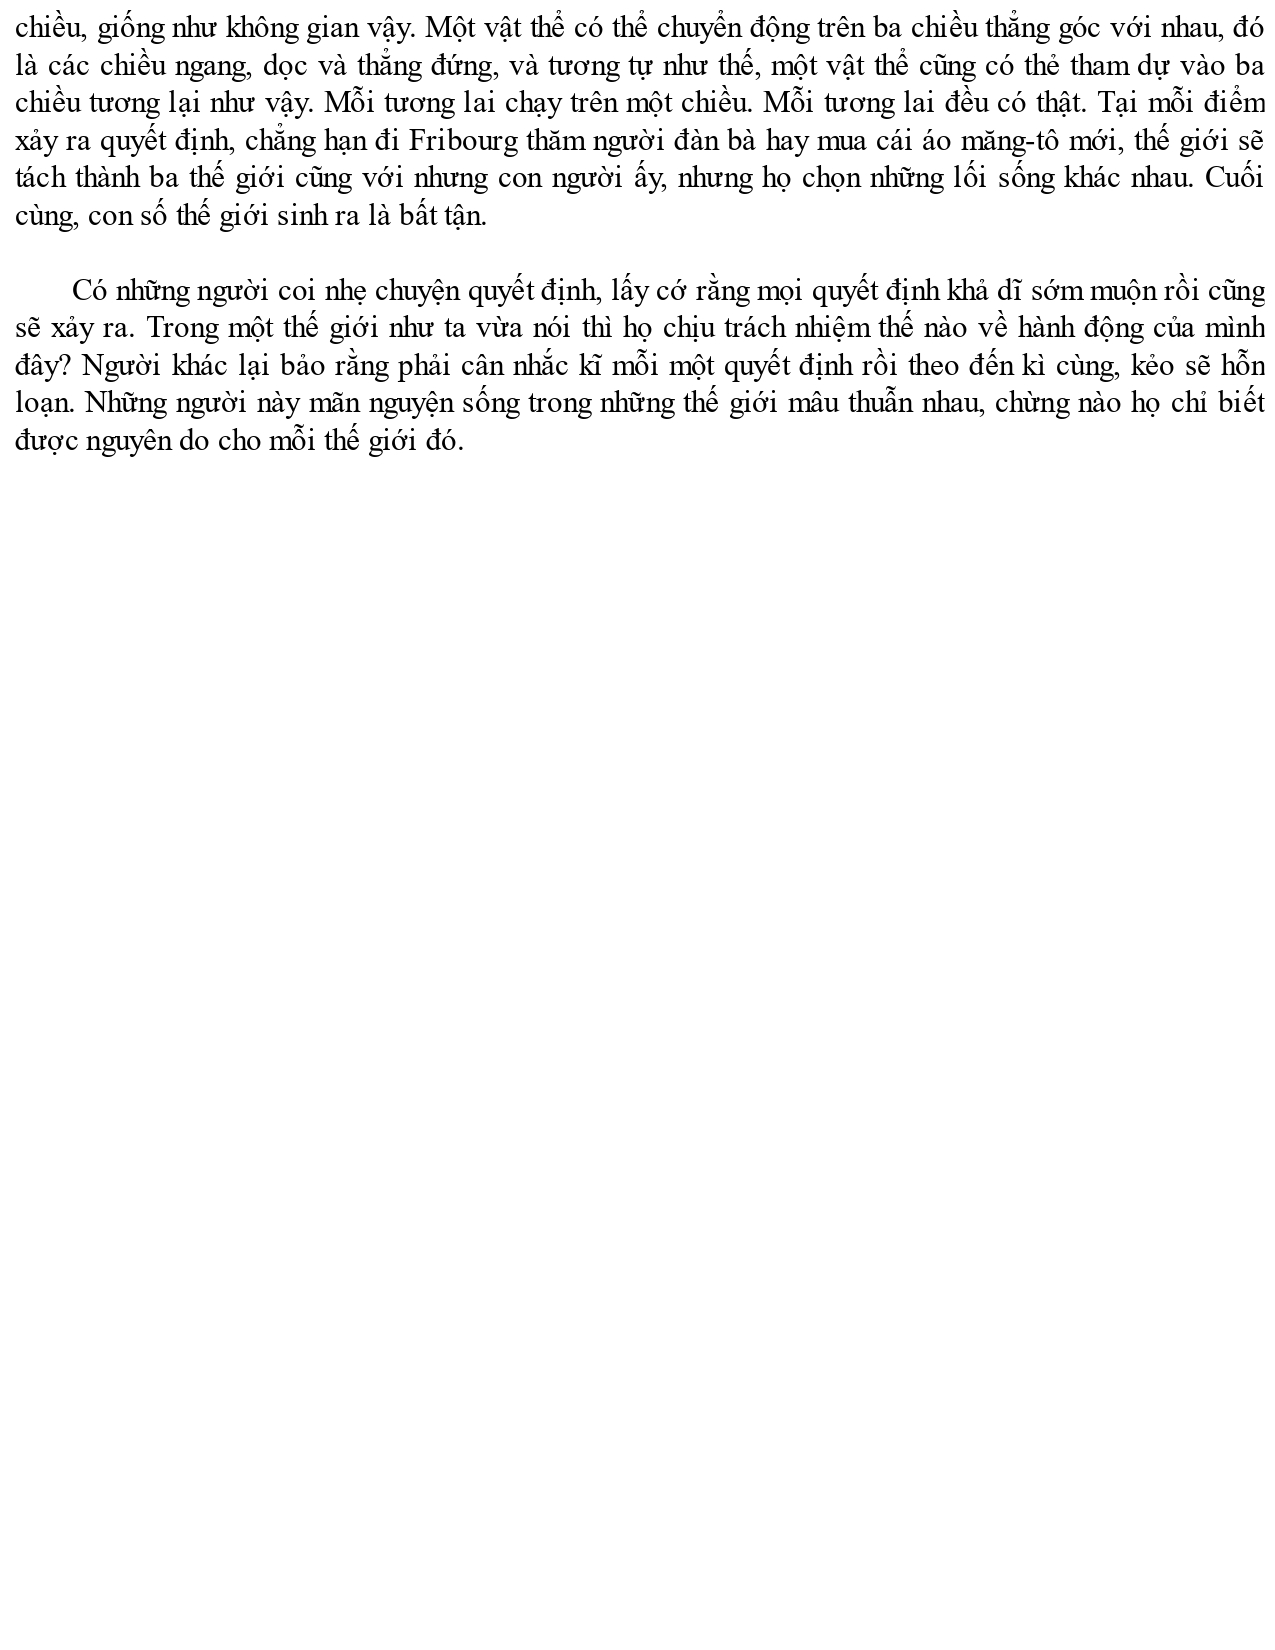 chiều, giống như không gian vậy. Một vật thể có thể chuyển động trên ba chiều thẳng góc với nhau, đó
là các chiều ngang, dọc và thẳng đứng, và tương tự như thế, một vật thể cũng có thẻ tham dự vào ba
chiều tương lại như vậy. Mỗi tương lai chạy trên một chiều. Mỗi tương lai đều có thật. Tại mỗi điểm
xảy ra quyết định, chẳng hạn đi Fribourg thăm người đàn bà hay mua cái áo măng-tô mới, thế giới sẽ
tách thành ba thế giới cũng với nhưng con người ấy, nhưng họ chọn những lối sống khác nhau. Cuối
cùng, con số thế giới sinh ra là bất tận.
Có những người coi nhẹ chuyện quyết định, lấy cớ rằng mọi quyết định khả dĩ sớm muộn rồi cũng
sẽ xảy ra. Trong một thế giới như ta vừa nói thì họ chịu trách nhiệm thế nào về hành động của mình
đây? Người khác lại bảo rằng phải cân nhắc kĩ mỗi một quyết định rồi theo đến kì cùng, kẻo sẽ hỗn
loạn. Những người này mãn nguyện sống trong những thế giới mâu thuẫn nhau, chừng nào họ chỉ biết
được nguyên do cho mỗi thế giới đó.